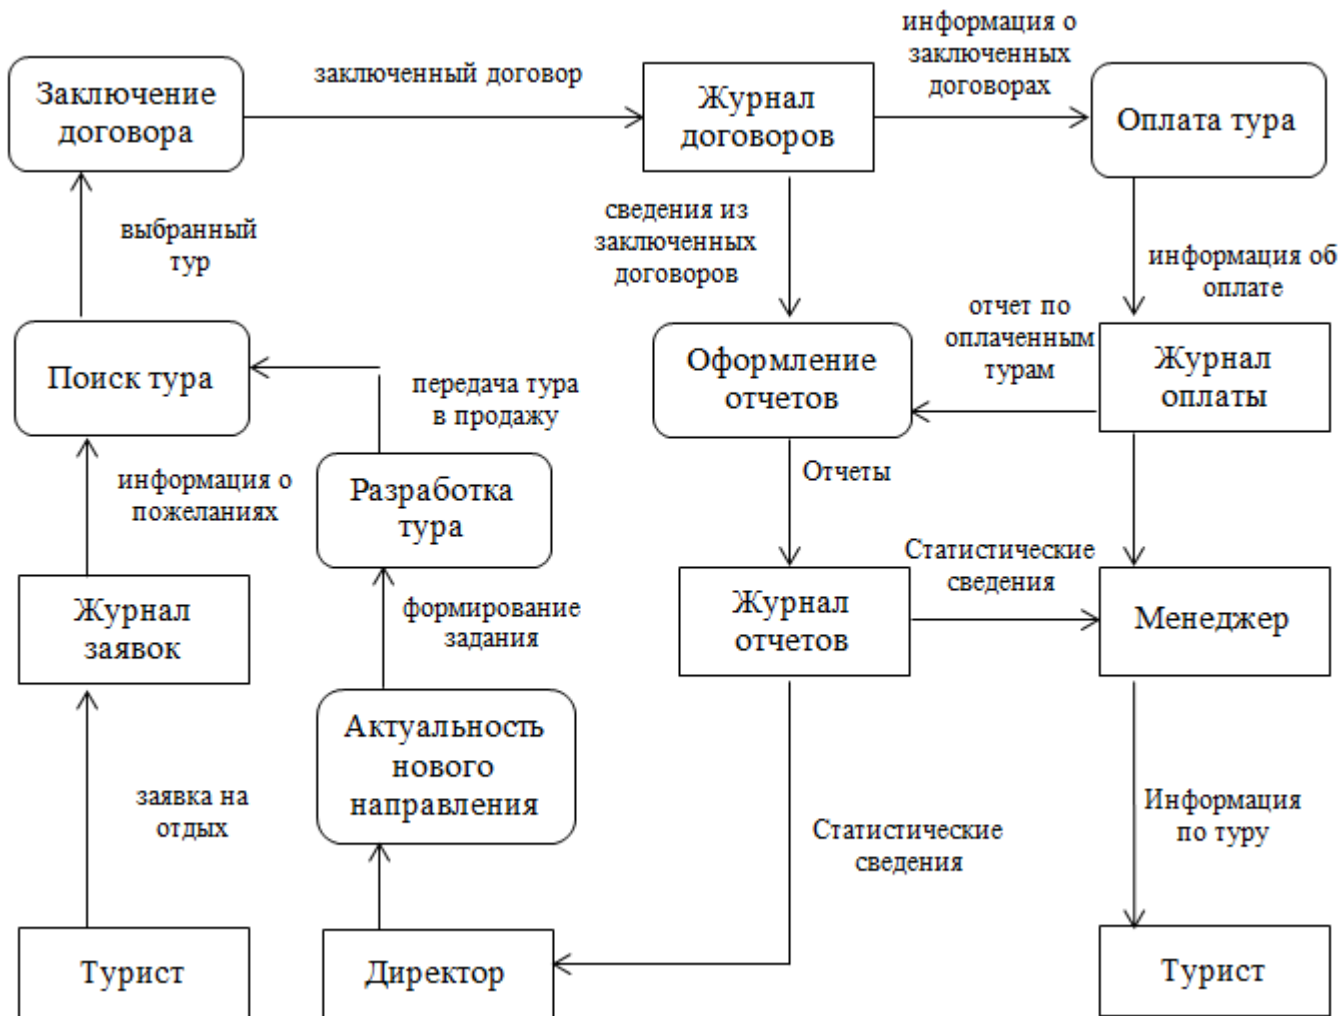 информация о
заключенных
договорах
заключенный договор
Заключение
договора
Журнал
договоров
Оплата тура
выбранный
тур
сведения из
заключенных
договоров
информация об
оплате
отчет по
оплаченным
турам
Поиск тура
передача тура
в продажу
Оформление
отчетов
Журнал
оплаты
информация о
пожеланиях
Разработка
тура
Отчеты
Статистические
сведения
Журнал
заявок
формирование
задания
Журнал
отчетов
Менеджер
Актуальность
нового
направления
заявка на
отдых
Статистические
сведения
Информация
по туру
Турист
Директор
Турист